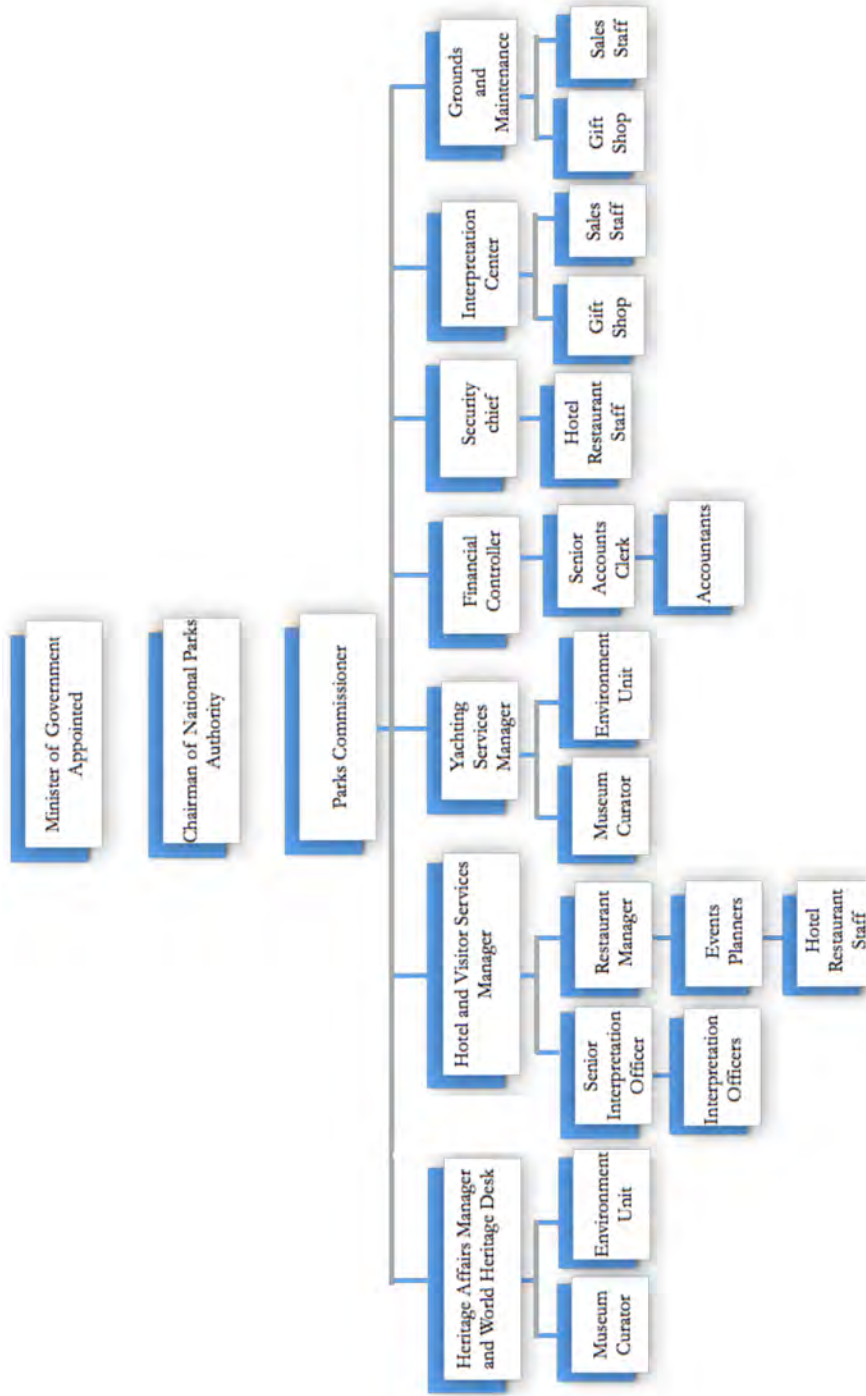 Minister of Government
Appointed
Chairman of National Parks
Authority
Parks Commissioner
Heritage Affairs Manager
and World Heritage Desk
Museum
Curator
Environment
Unit
Hotel and Visitor Services
Manager
Senior
Interpretation
Officer
Interpretation
Officers
Restaurant
Manager
Events
Planners
Hotel
Restaurant
Staff
Yachting
Services
Manager
Museum
Curator
Environment
Unit
Financial
Controller
Senior
Accounts
Clerk
Accountants
Security
chief
Hotel
Restaurant
Staff
Interpretation
Center
Gift
Shop
Sales
Staff
Grounds
and
Maintenance
Gift
Shop
Sales
Staff